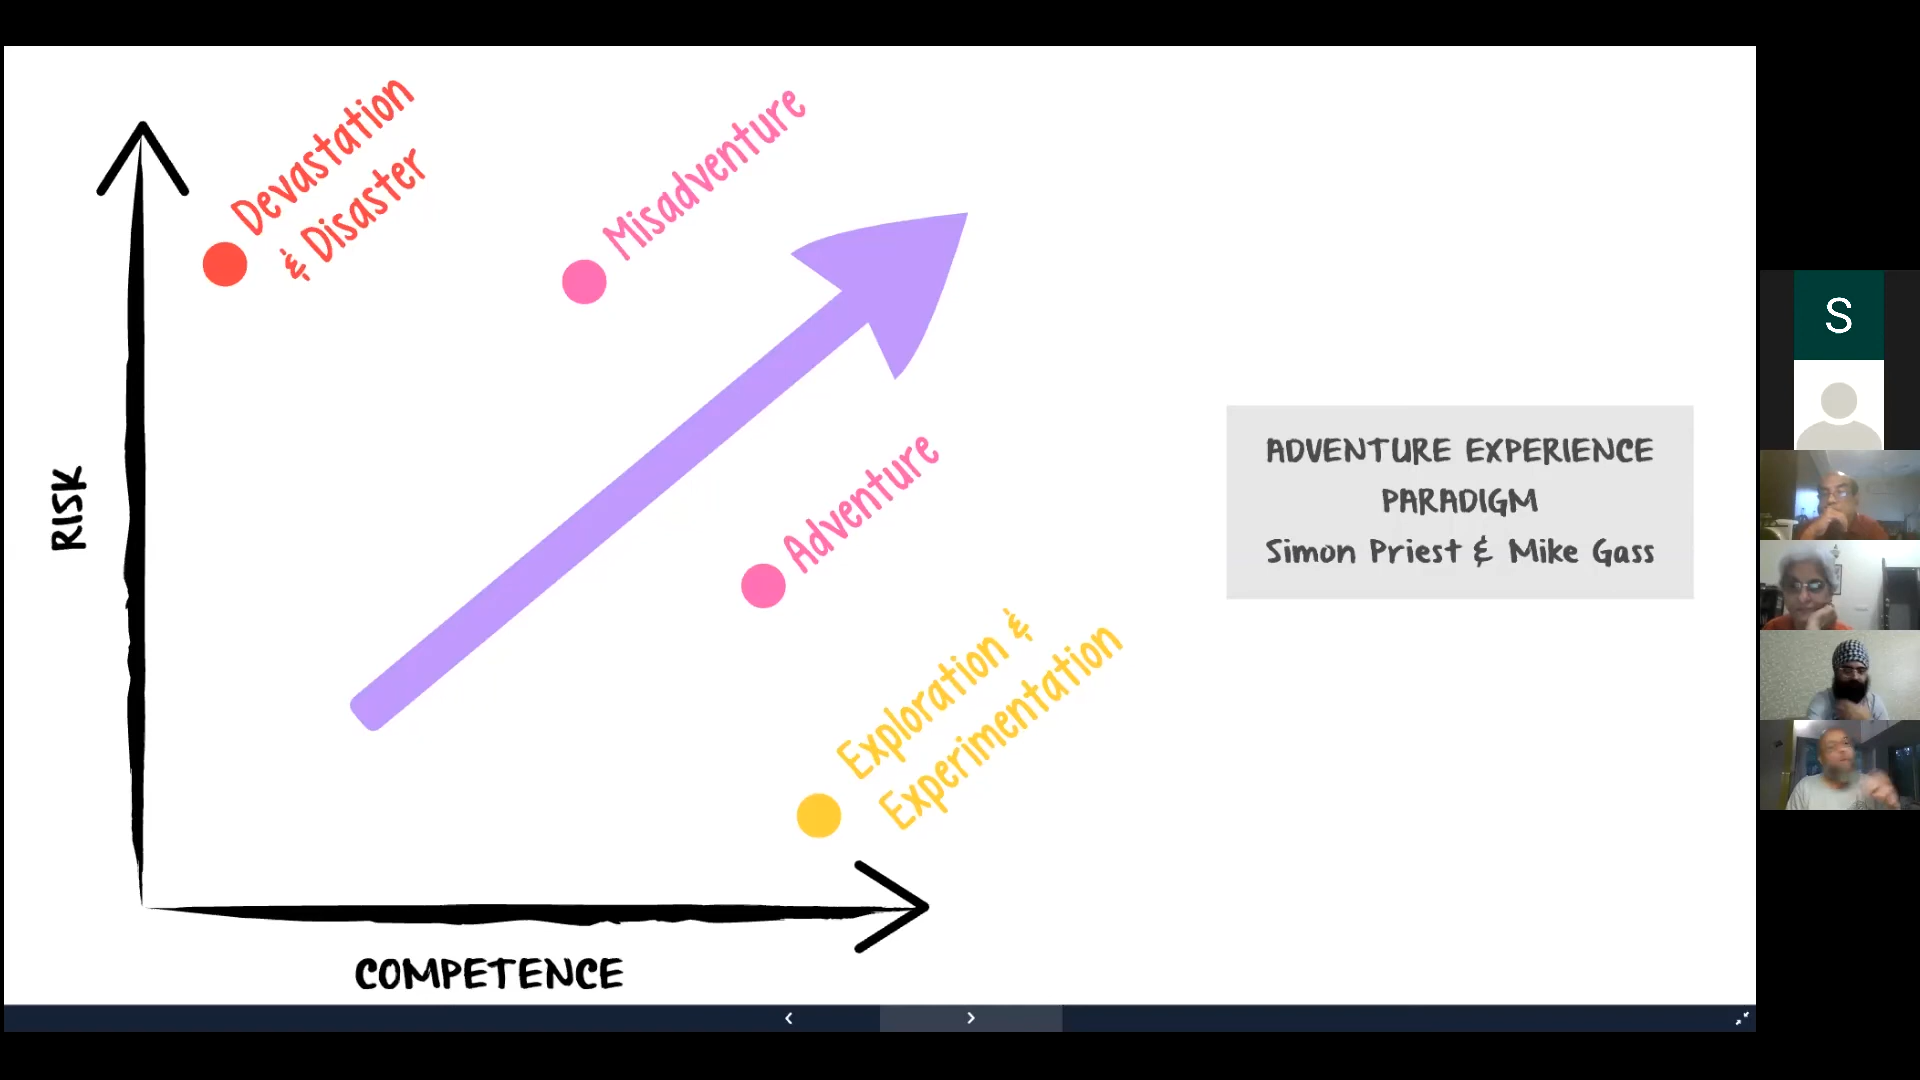 Devastation
& Disaster
Misadventure
Adventure
Exploration &
Experimentation
RISK
COMPETENCE
ADVENTURE EXPERIENCE
PARADIGM
Simon Priest & Mike Gass
S